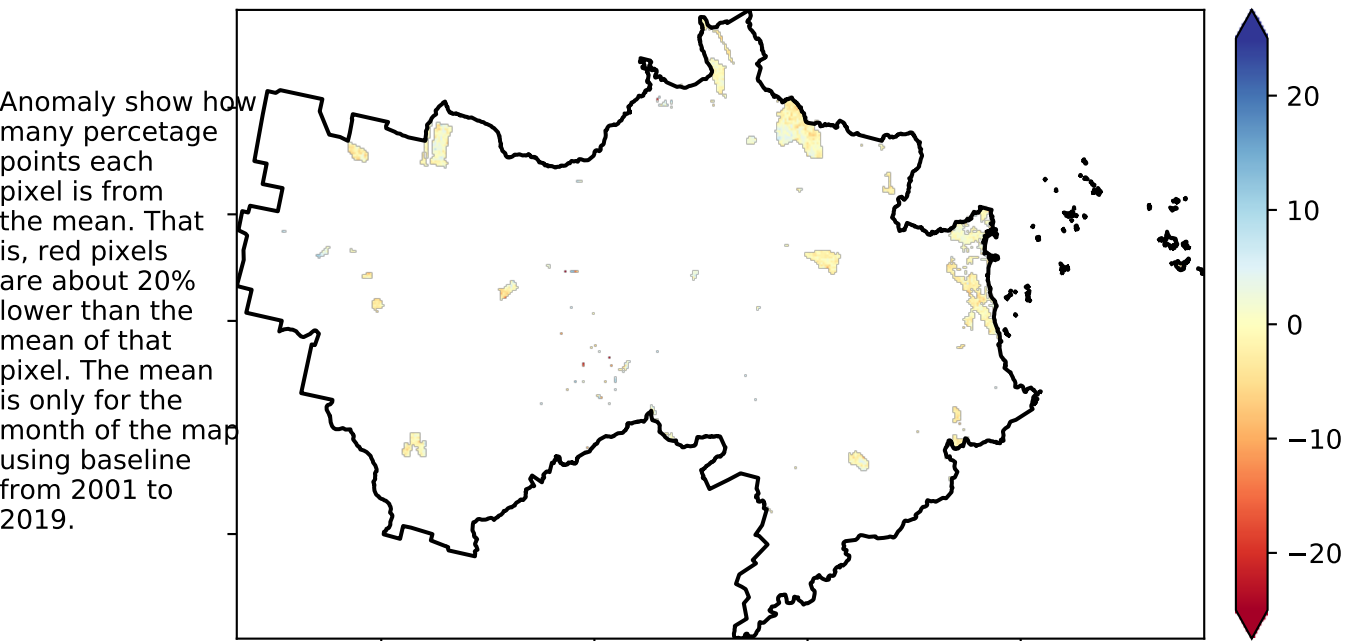 Anomaly show how
many percetage
points each
pixel is from
the mean. That
is, red pixels
are about 20%
lower than the
mean of that
pixel. The mean
is only for the
month of the map
using baseline
from 2001 to
2019.
20
10
0
−10
−20